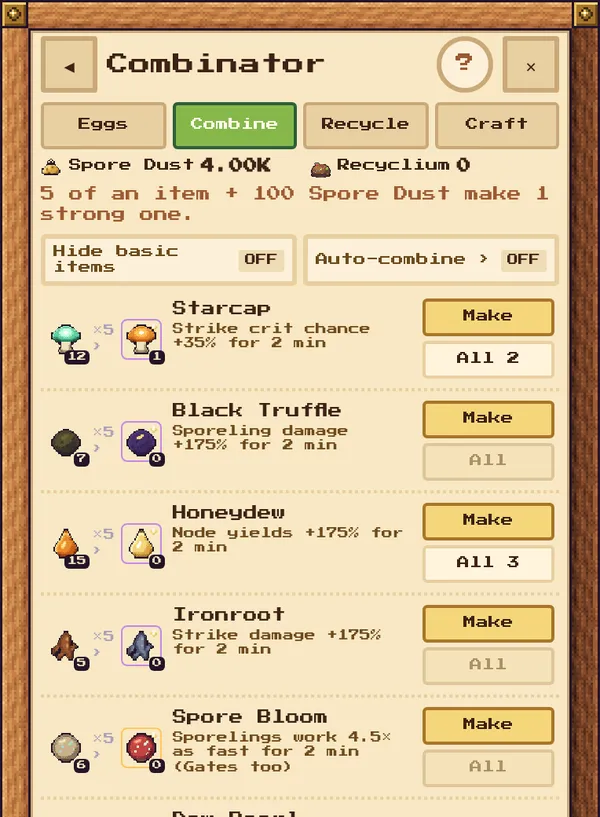 ◄ Combinator ? ×
Eggs Combine Recycle Craft
Spore Dust 4.00K Recyclium 0
5 of an item + 100 Spore Dust make 1
strong one.
Hide basic
items OFF
Auto-combine › OFF
Starcap
Strike crit chance
+35% for 2 min
12 ×5 › 1
Make
All 2
Black Truffle
Sporeling damage
+175% for 2 min
7 ×5 › 0
Make
All
Honeydew
Node yields +175% for
2 min
15 ×5 › 0
Make
All 3
Ironroot
Strike damage +175%
for 2 min
5 ×5 › 0
Make
All
Spore Bloom
Sporelings work 4.5×
as fast for 2 min
(Gates too)
6 ×5 › 0
Make
All